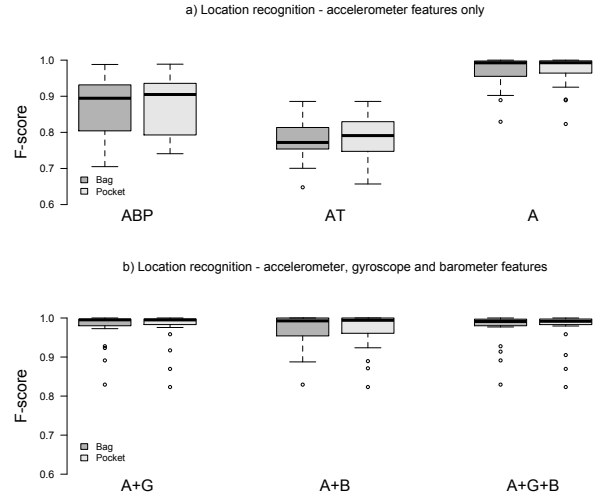 a) Location recognition - accelerometer features only
F-score
1.0
0.9
0.8
0.7
0.6
Bag
Pocket
ABP AT A
b) Location recognition - accelerometer, gyroscope and barometer features
F-score
1.0
0.9
0.8
0.7
0.6
Bag
Pocket
A+G A+B A+G+B